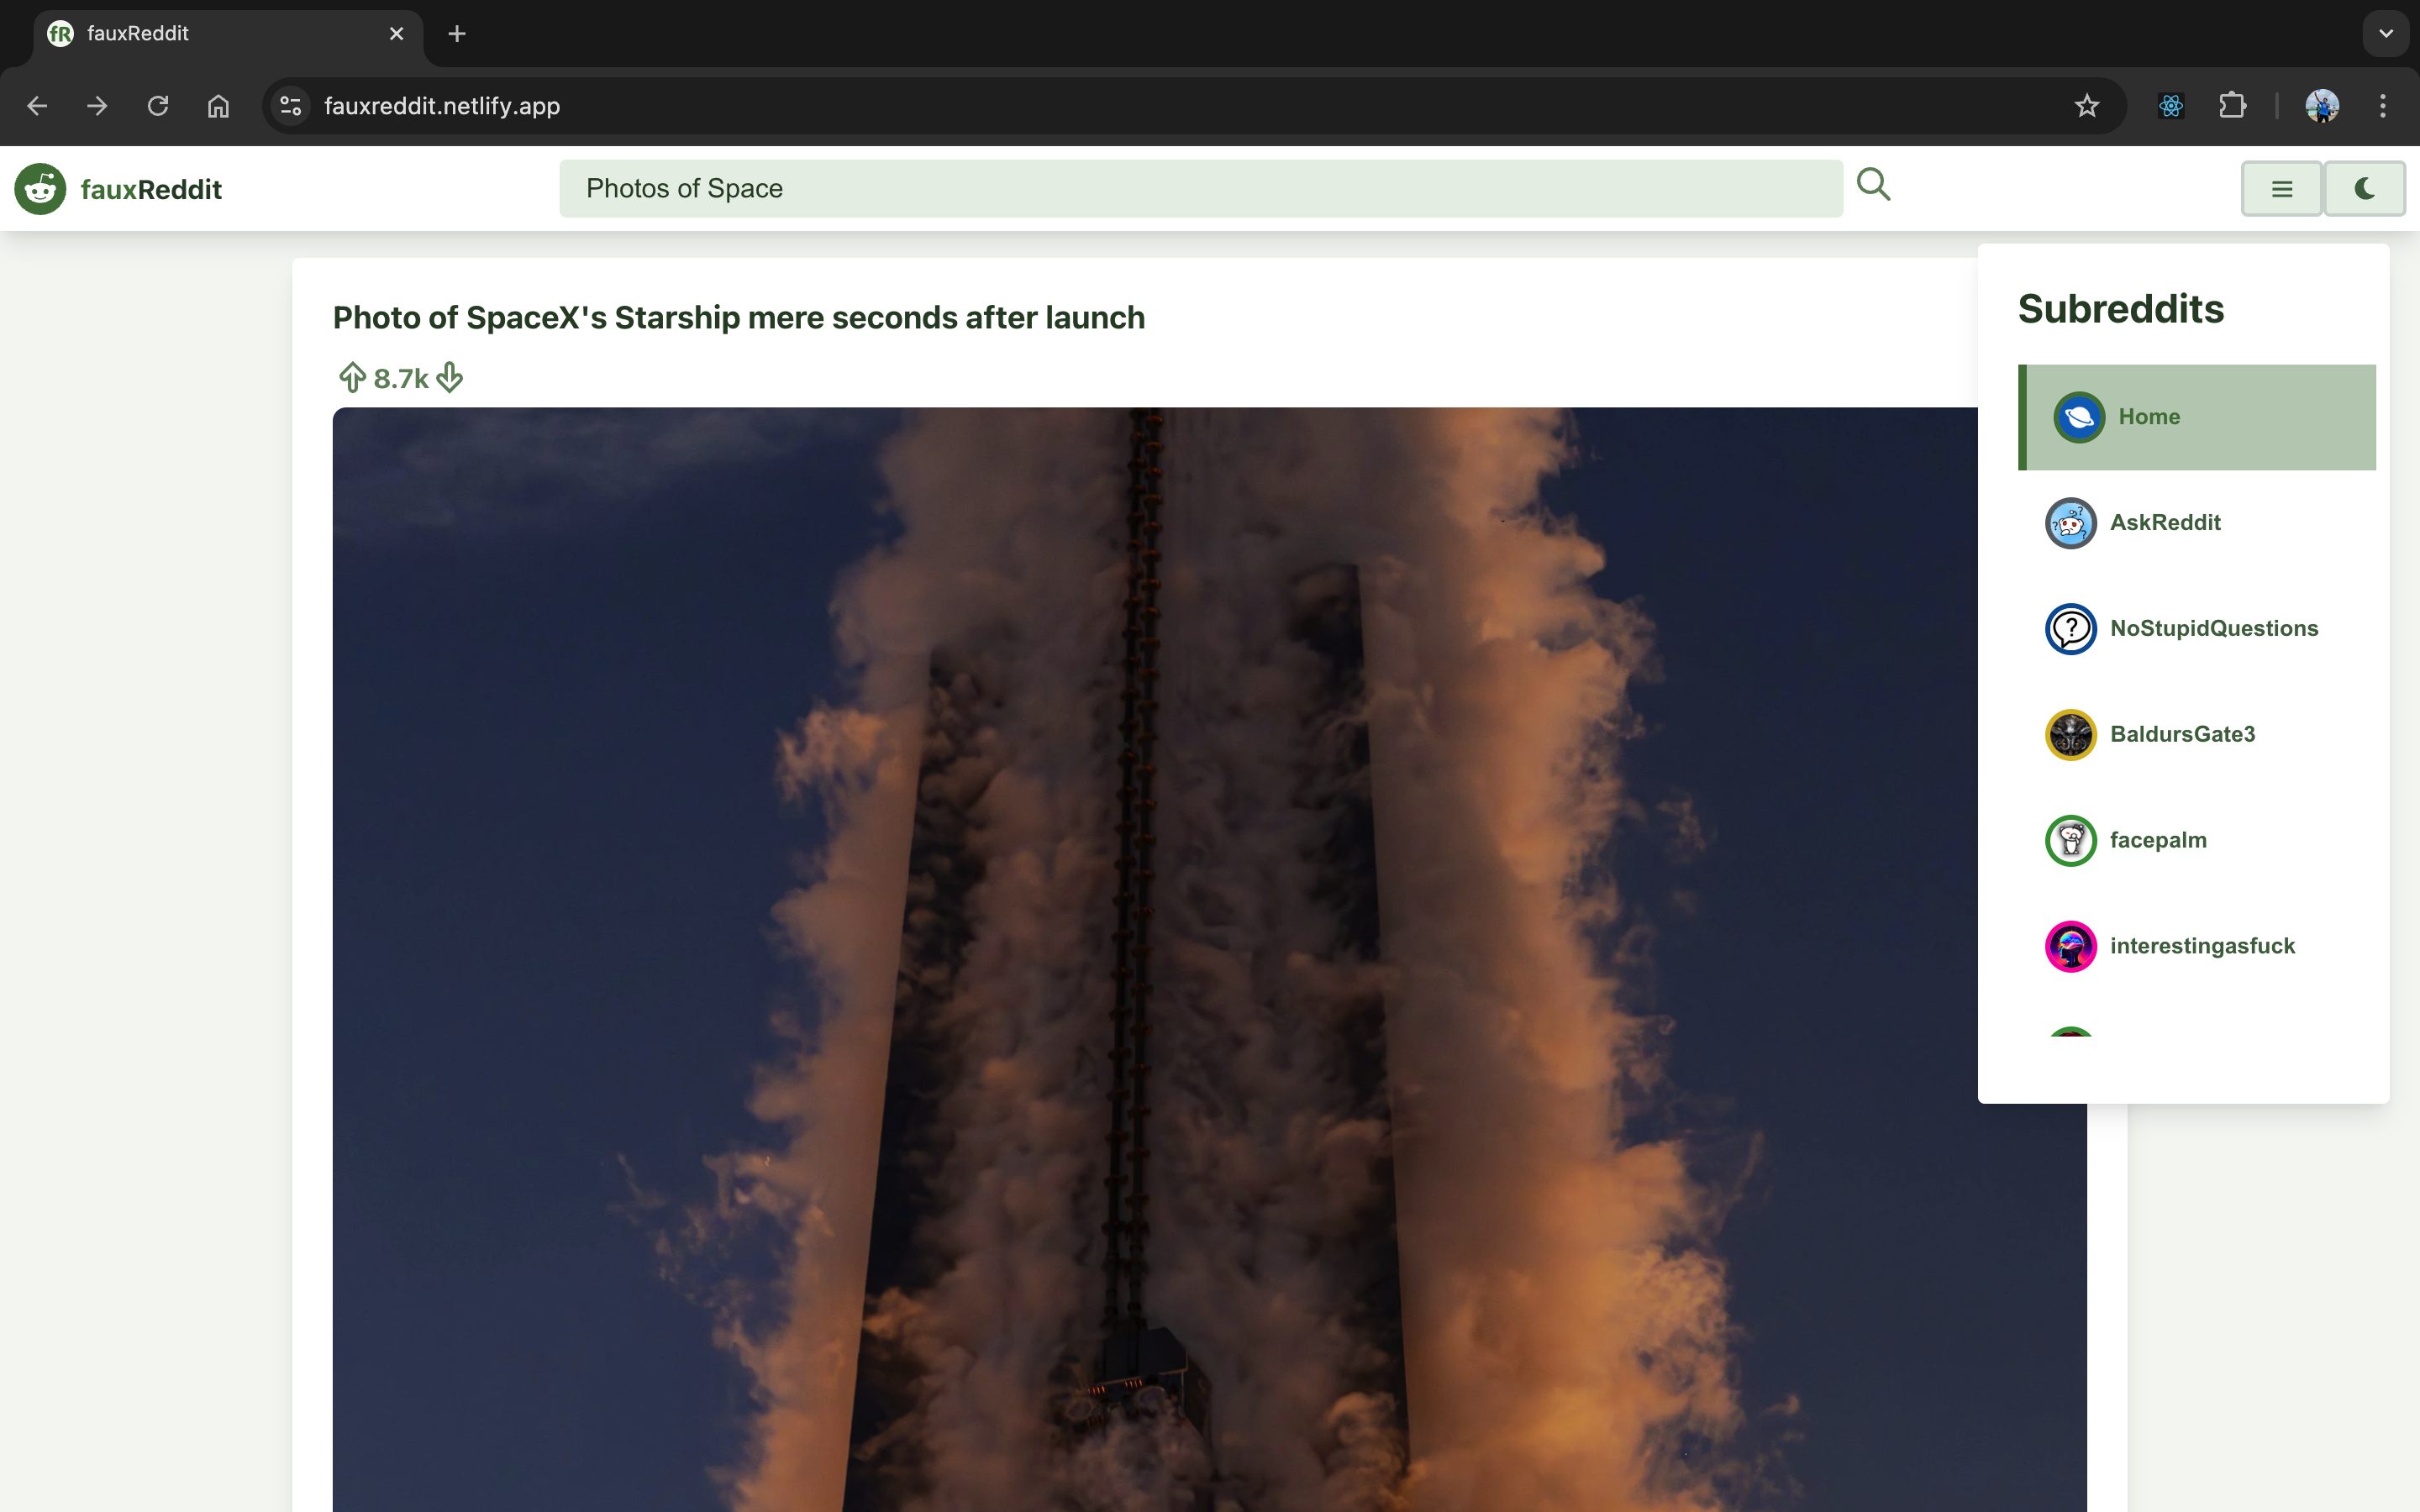 fR fauxReddit
fauxreddit.netlify.app
fauxReddit
Photos of Space
Photo of SpaceX's Starship mere seconds after launch
8.7k
Subreddits
Home
AskReddit
NoStupidQuestions
BaldursGate3
facepalm
interestingasfuck